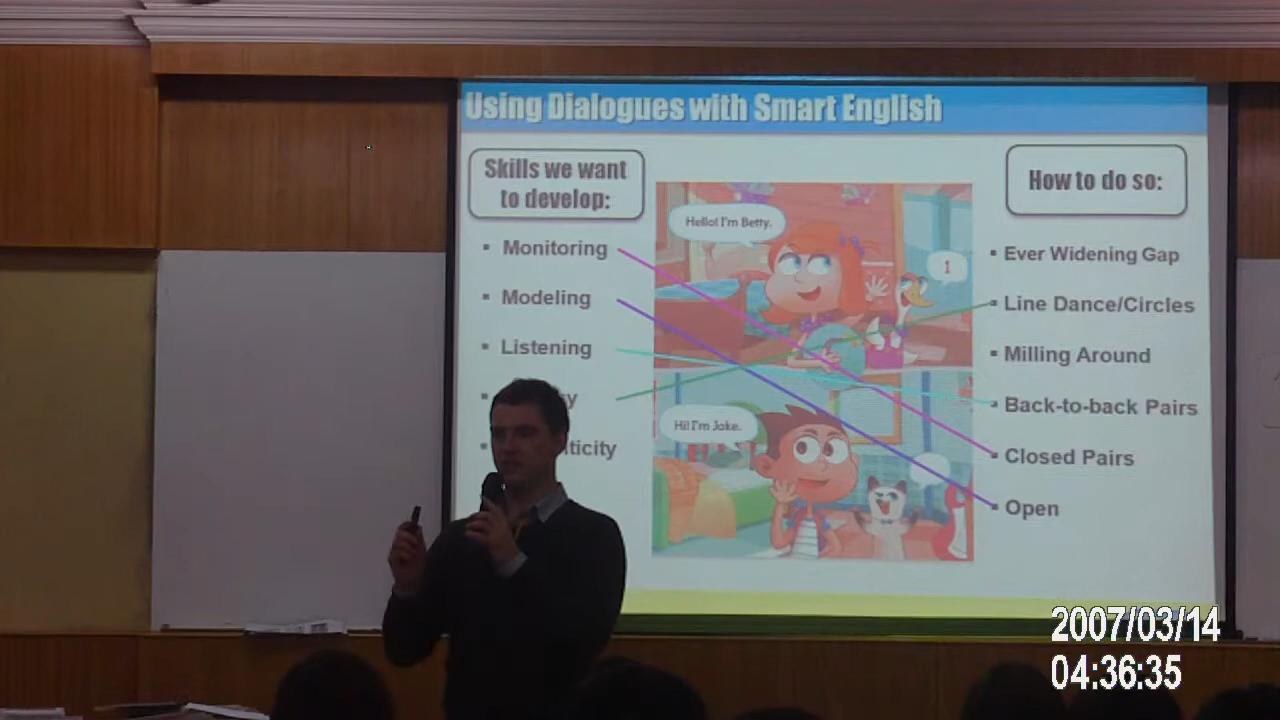 Using Dialogues with Smart English
Skills we want
to develop:
How to do so:
Hello! I'm Betty.
1
Hi! I'm Jake.
▪ Monitoring
▪ Modeling
▪ Listening
▪ Ever Widening Gap
▪ Line Dance/Circles
▪ Milling Around
▪ Back-to-back Pairs
▪ Closed Pairs
▪ Open
2007/03/14
04:36:35